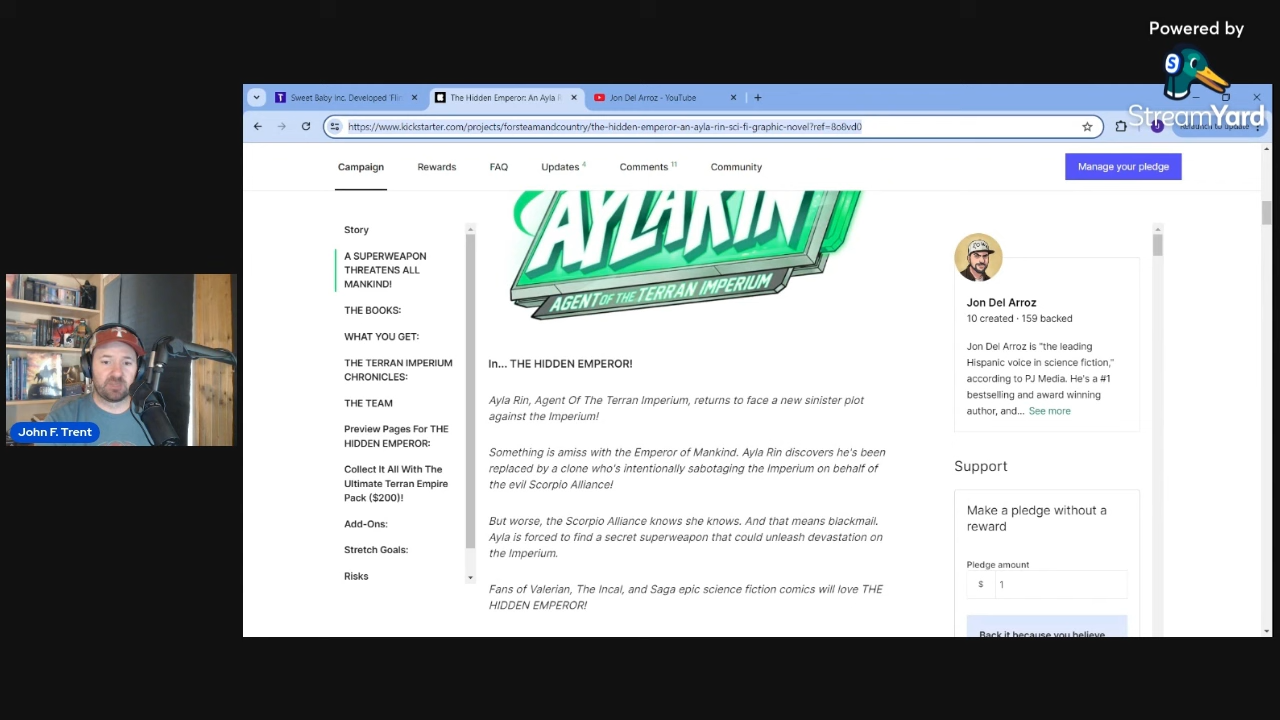 Powered by
StreamYard
Sweet Baby Inc. Developed 'Flin
The Hidden Emperor: An Ayla R
Jon Del Arroz - YouTube
https://www.kickstarter.com/projects/forsteamandcountry/the-hidden-emperor-an-ayla-rin-sci-fi-graphic-novel?ref=8o8vd0
Relaunch to update
Campaign
Rewards
FAQ
Updates 4
Comments 11
Community
Manage your pledge
Story
A SUPERWEAPON
THREATENS ALL
MANKIND!
THE BOOKS:
WHAT YOU GET:
THE TERRAN IMPERIUM
CHRONICLES:
THE TEAM
Preview Pages For THE
HIDDEN EMPEROR:
Collect It All With The
Ultimate Terran Empire
Pack ($200)!
Add-Ons:
Stretch Goals:
Risks
AYLA RIN
AGENT OF THE TERRAN IMPERIUM
In... THE HIDDEN EMPEROR!
Ayla Rin, Agent Of The Terran Imperium, returns to face a new sinister plot
against the Imperium!
Something is amiss with the Emperor of Mankind. Ayla Rin discovers he's been
replaced by a clone who's intentionally sabotaging the Imperium on behalf of
the evil Scorpio Alliance!
But worse, the Scorpio Alliance knows she knows. And that means blackmail.
Ayla is forced to find a secret superweapon that could unleash devastation on
the Imperium.
Fans of Valerian, The Incal, and Saga epic science fiction comics will love THE
HIDDEN EMPEROR!
Jon Del Arroz
10 created · 159 backed
Jon Del Arroz is "the leading
Hispanic voice in science fiction,"
according to PJ Media. He's a #1
bestselling and award winning
author, and... See more
Support
Make a pledge without a
reward
Pledge amount
$ 1
Back it because you believe
John F. Trent